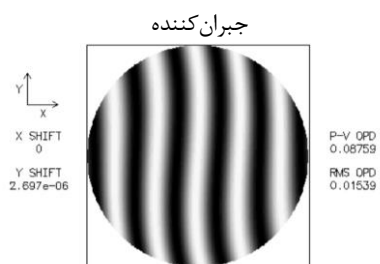 جبران‌کننده
Y
X
X SHIFT
0
Y SHIFT
2.697e-06
P-V OPD
0.08759
RMS OPD
0.01539